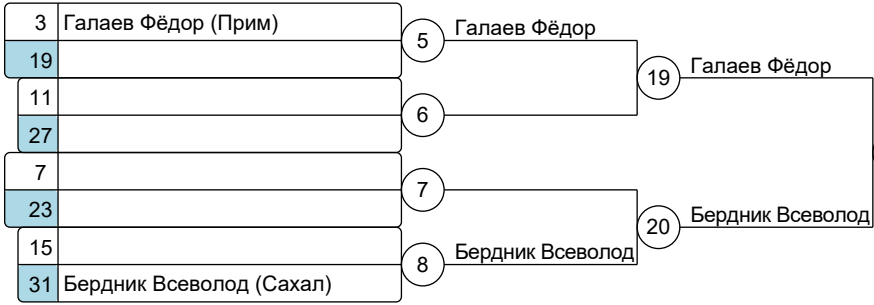 3 Галаев Фёдор (Прим)
19
5 Галаев Фёдор
19 Галаев Фёдор
11
27
6
7
23
7
20 Бердник Всеволод
15
31 Бердник Всеволод (Сахал)
8 Бердник Всеволод